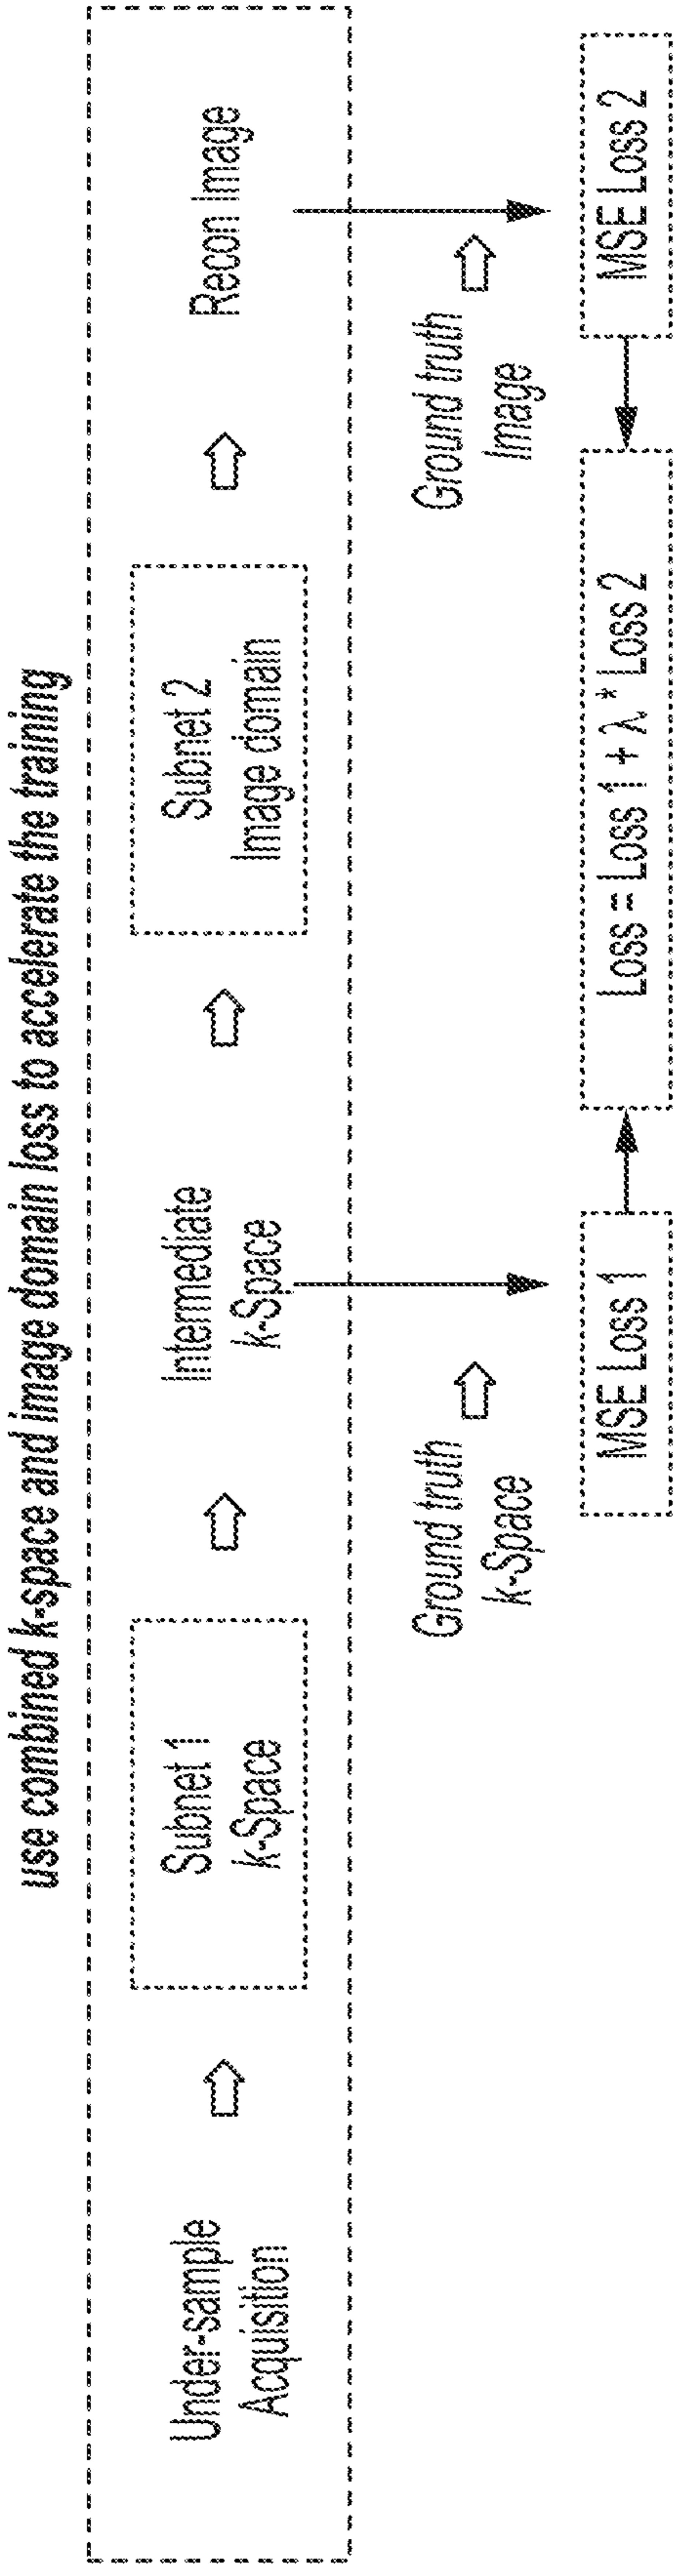 use combined k-space and image domain loss to accelerate the training
Under-sample
Acquisition
Subnet 1
k-Space
Intermediate
k-Space
Subnet 2
Image domain
Recon Image
Ground truth
k-Space
Ground truth
Image
MSE Loss 1
Loss = Loss 1 + λ * Loss 2
MSE Loss 2